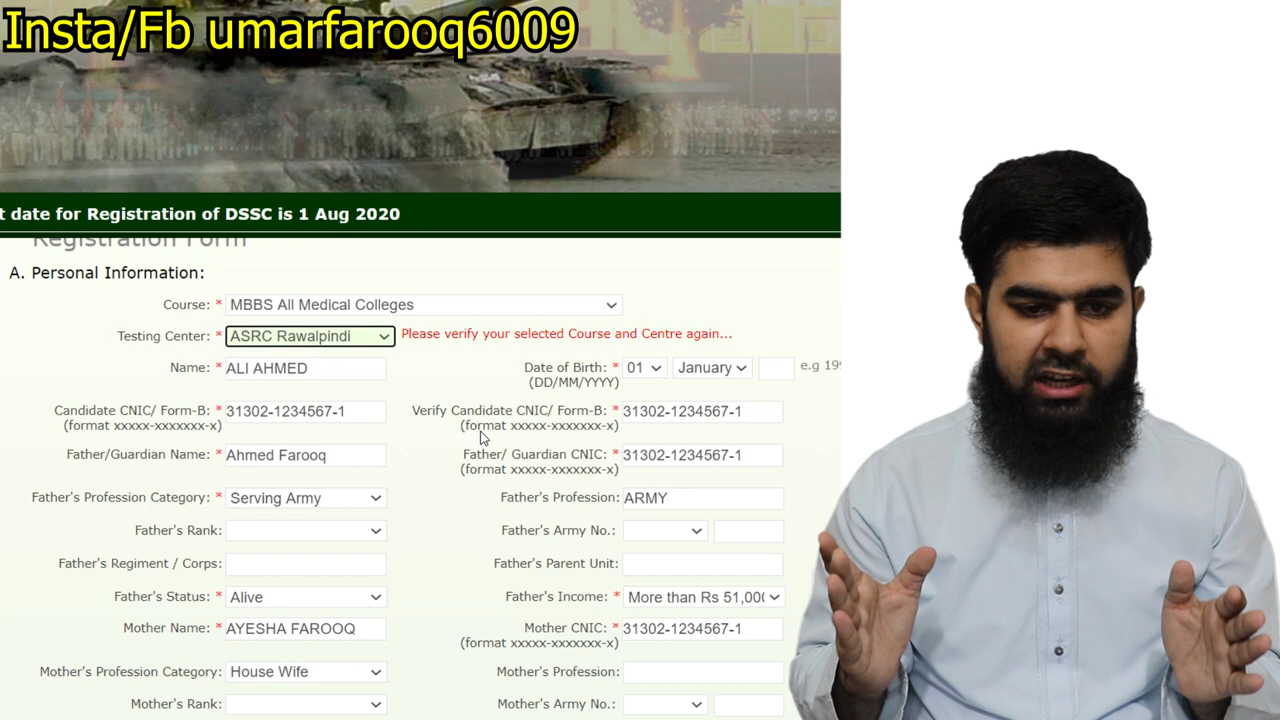 Insta/Fb umarfarooq6009
t date for Registration of DSSC is 1 Aug 2020
Registration Form
A. Personal Information:
Course: * MBBS All Medical Colleges
Testing Center: * ASRC Rawalpindi Please verify your selected Course and Centre again...
Name: * ALI AHMED Date of Birth: * 01 January e.g 199
(DD/MM/YYYY)
Candidate CNIC/ Form-B: * 31302-1234567-1 Verify Candidate CNIC/ Form-B: * 31302-1234567-1
(format xxxxx-xxxxxxx-x) (format xxxxx-xxxxxxx-x)
Father/Guardian Name: * Ahmed Farooq Father/ Guardian CNIC: * 31302-1234567-1
(format xxxxx-xxxxxxx-x)
Father's Profession Category: * Serving Army Father's Profession: ARMY
Father's Rank: Father's Army No.:
Father's Regiment / Corps: Father's Parent Unit:
Father's Status: * Alive Father's Income: * More than Rs 51,000
Mother Name: * AYESHA FAROOQ Mother CNIC: * 31302-1234567-1
(format xxxxx-xxxxxxx-x)
Mother's Profession Category: House Wife Mother's Profession:
Mother's Rank: Mother's Army No.: